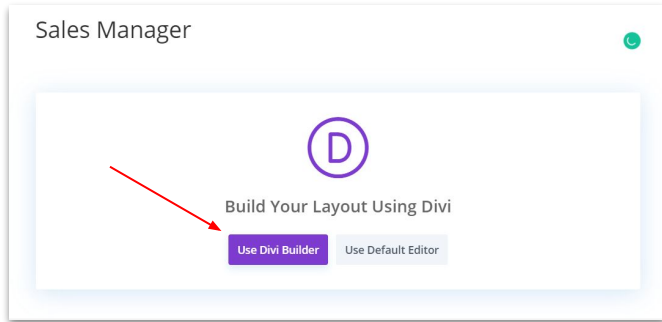 Sales Manager
D
Build Your Layout Using Divi
Use Divi Builder Use Default Editor